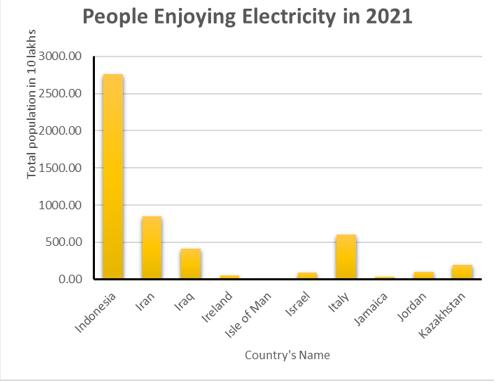 People Enjoying Electricity in 2021
Total population in 10 lakhs
3000.00
2500.00
2000.00
1500.00
1000.00
500.00
0.00
Indonesia
Iran
Iraq
Ireland
Isle of Man
Israel
Italy
Jamaica
Jordan
Kazakhstan
Country's Name